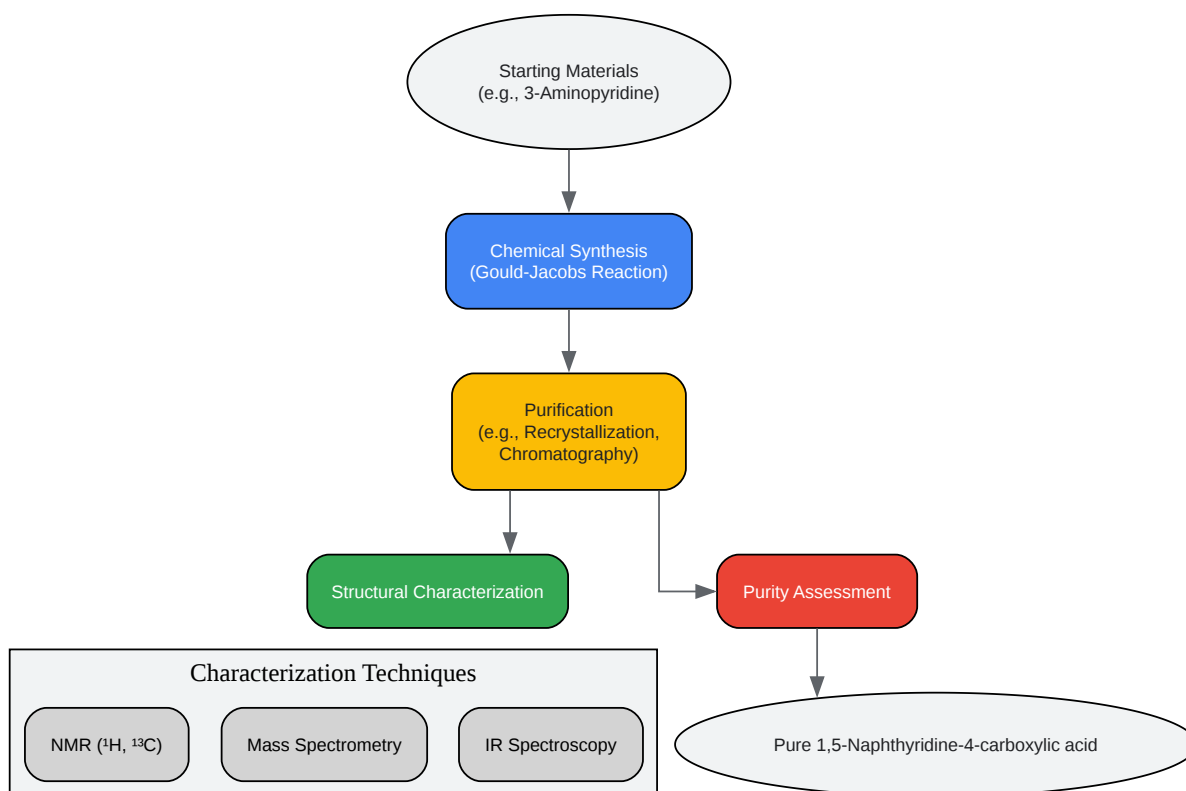 Starting Materials
(e.g., 3-Aminopyridine)
Chemical Synthesis
(Gould-Jacobs Reaction)
Purification
(e.g., Recrystallization,
Chromatography)
Structural Characterization
Purity Assessment
Characterization Techniques
NMR (¹H, ¹³C)
Mass Spectrometry
IR Spectroscopy
Pure 1,5-Naphthyridine-4-carboxylic acid